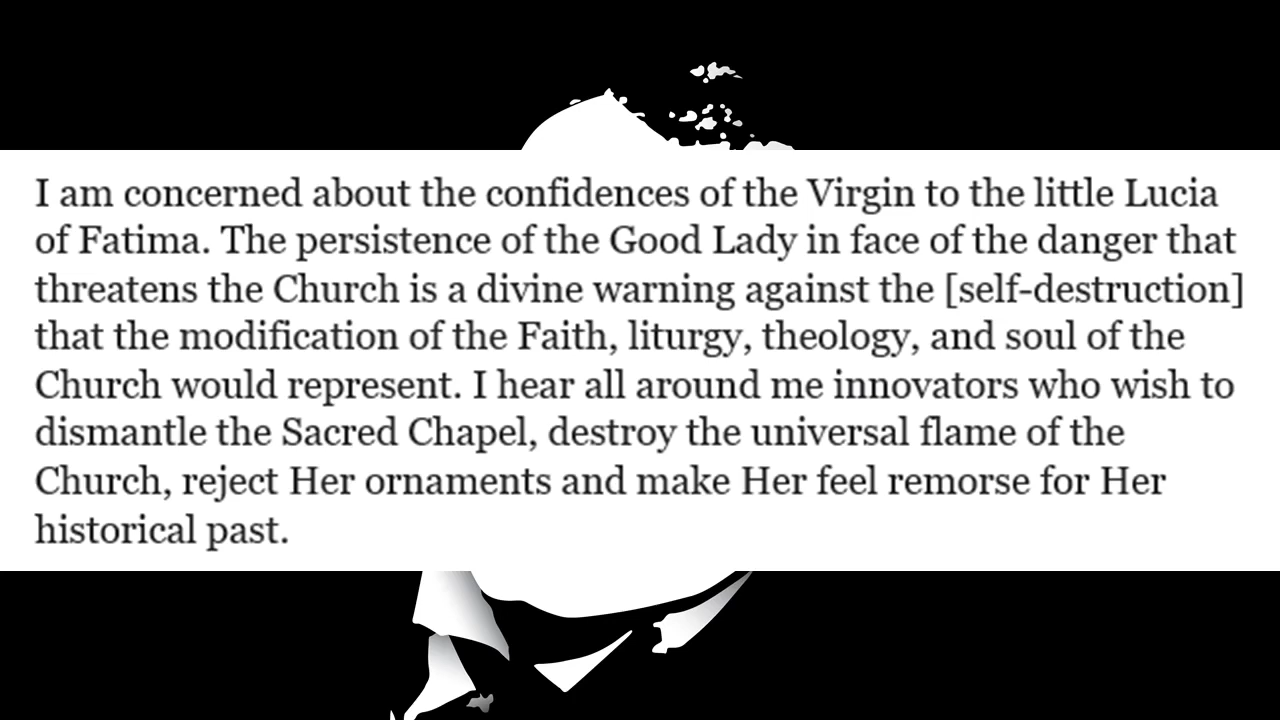 I am concerned about the confidences of the Virgin to the little Lucia
of Fatima. The persistence of the Good Lady in face of the danger that
threatens the Church is a divine warning against the [self-destruction]
that the modification of the Faith, liturgy, theology, and soul of the
Church would represent. I hear all around me innovators who wish to
dismantle the Sacred Chapel, destroy the universal flame of the
Church, reject Her ornaments and make Her feel remorse for Her
historical past.